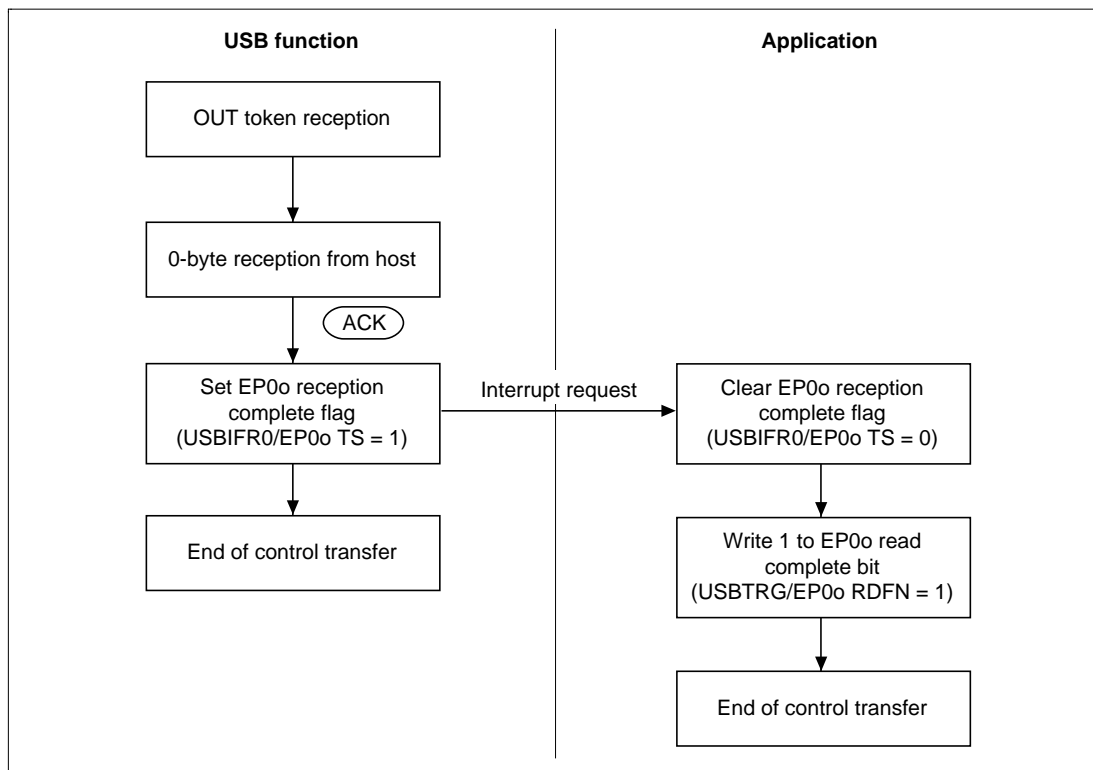 USB function
Application
OUT token reception
0-byte reception from host
ACK
Set EP0o reception
complete flag
(USBIFR0/EP0o TS = 1)
Interrupt request
Clear EP0o reception
complete flag
(USBIFR0/EP0o TS = 0)
End of control transfer
Write 1 to EP0o read
complete bit
(USBTRG/EP0o RDFN = 1)
End of control transfer